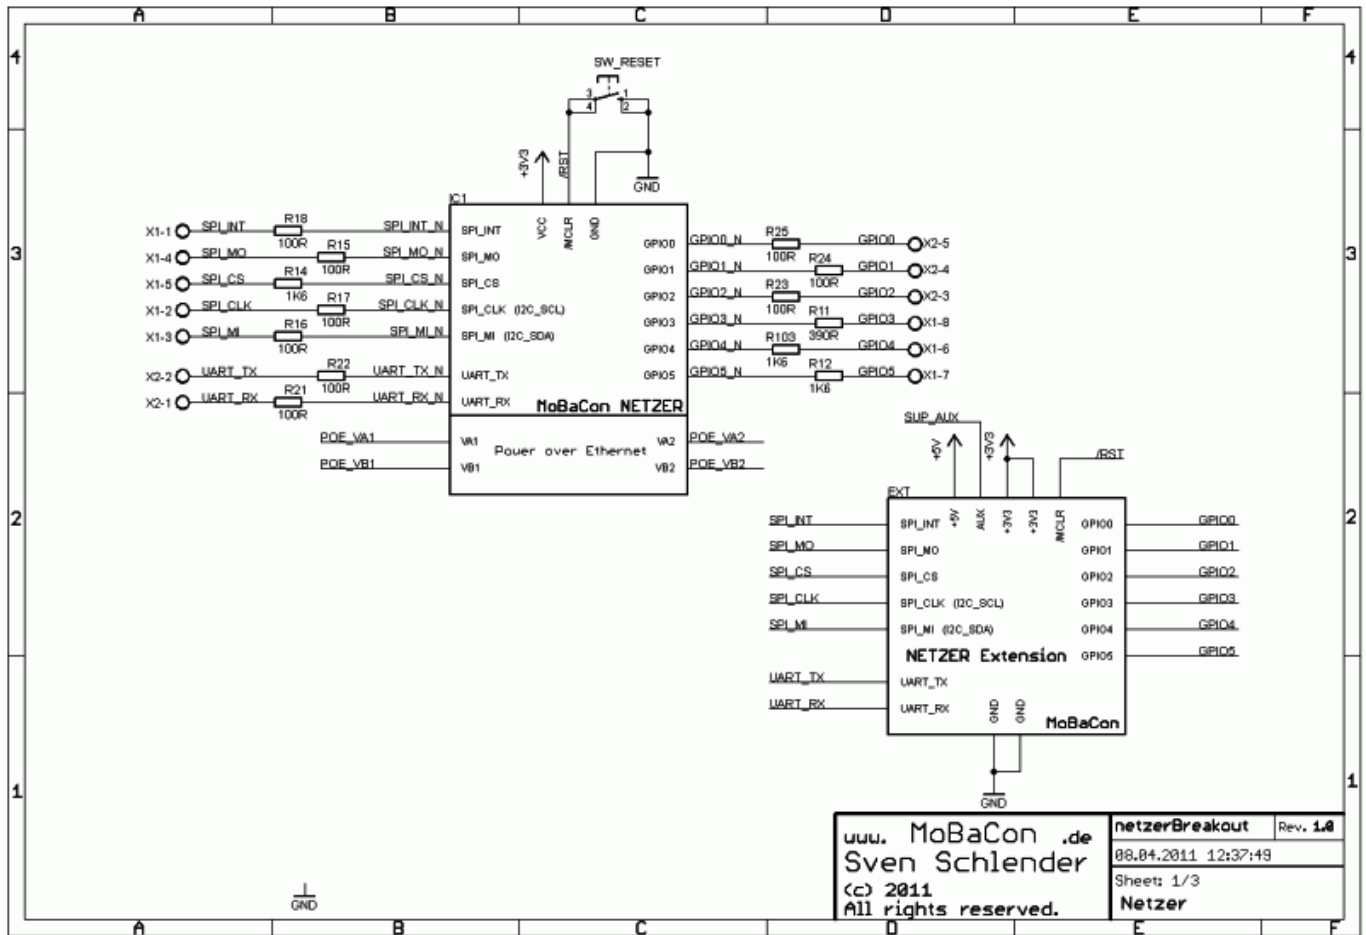 A B C D E F
4 4
SW_RESET
3 1
4 2
+3V3
/RST
GND
IC1
VCC
/MCLR
GND
3 3
X1-1 SPI_INT R18 100R SPI_INT_N SPI_INT
X1-4 SPI_MO R15 100R SPI_MO_N SPI_MO
X1-5 SPI_CS R14 1K6 SPI_CS_N SPI_CS
X1-2 SPI_CLK R17 100R SPI_CLK_N SPI_CLK (I2C_SCL)
X1-3 SPI_MI R16 100R SPI_MI_N SPI_MI (I2C_SDA)
X2-2 UART_TX R22 100R UART_TX_N UART_TX
X2-1 UART_RX R21 100R UART_RX_N UART_RX
GPIO0 GPIO0_N R25 100R GPIO0 X2-5
GPIO1 GPIO1_N R24 100R GPIO1 X2-4
GPIO2 GPIO2_N R23 100R GPIO2 X2-3
GPIO3 GPIO3_N R11 390R GPIO3 X1-8
GPIO4 GPIO4_N R103 1K6 GPIO4 X1-6
GPIO5 GPIO5_N R12 1K6 GPIO5 X1-7
MoBaCon NETZER
POE_VA1 VA1 VA2 POE_VA2
Power over Ethernet
POE_VB1 VB1 VB2 POE_VB2
SUP_AUX
+5V
+3V3
/RST
EXT
2 2
+5V
AUX
+3V3
+3V3
/MCLR
SPI_INT SPI_INT GPIO0 GPIO0
SPI_MO SPI_MO GPIO1 GPIO1
SPI_CS SPI_CS GPIO2 GPIO2
SPI_CLK SPI_CLK (I2C_SCL) GPIO3 GPIO3
SPI_MI SPI_MI (I2C_SDA) GPIO4 GPIO4
NETZER Extension GPIO5 GPIO5
UART_TX UART_TX
UART_RX UART_RX
GND
GND
MoBaCon
1 1
GND
www. MoBaCon .de
Sven Schlender
(c) 2011
All rights reserved.
netzerBreakout Rev. 1.0
08.04.2011 12:37:49
Sheet: 1/3
Netzer
GND
A B C D E F